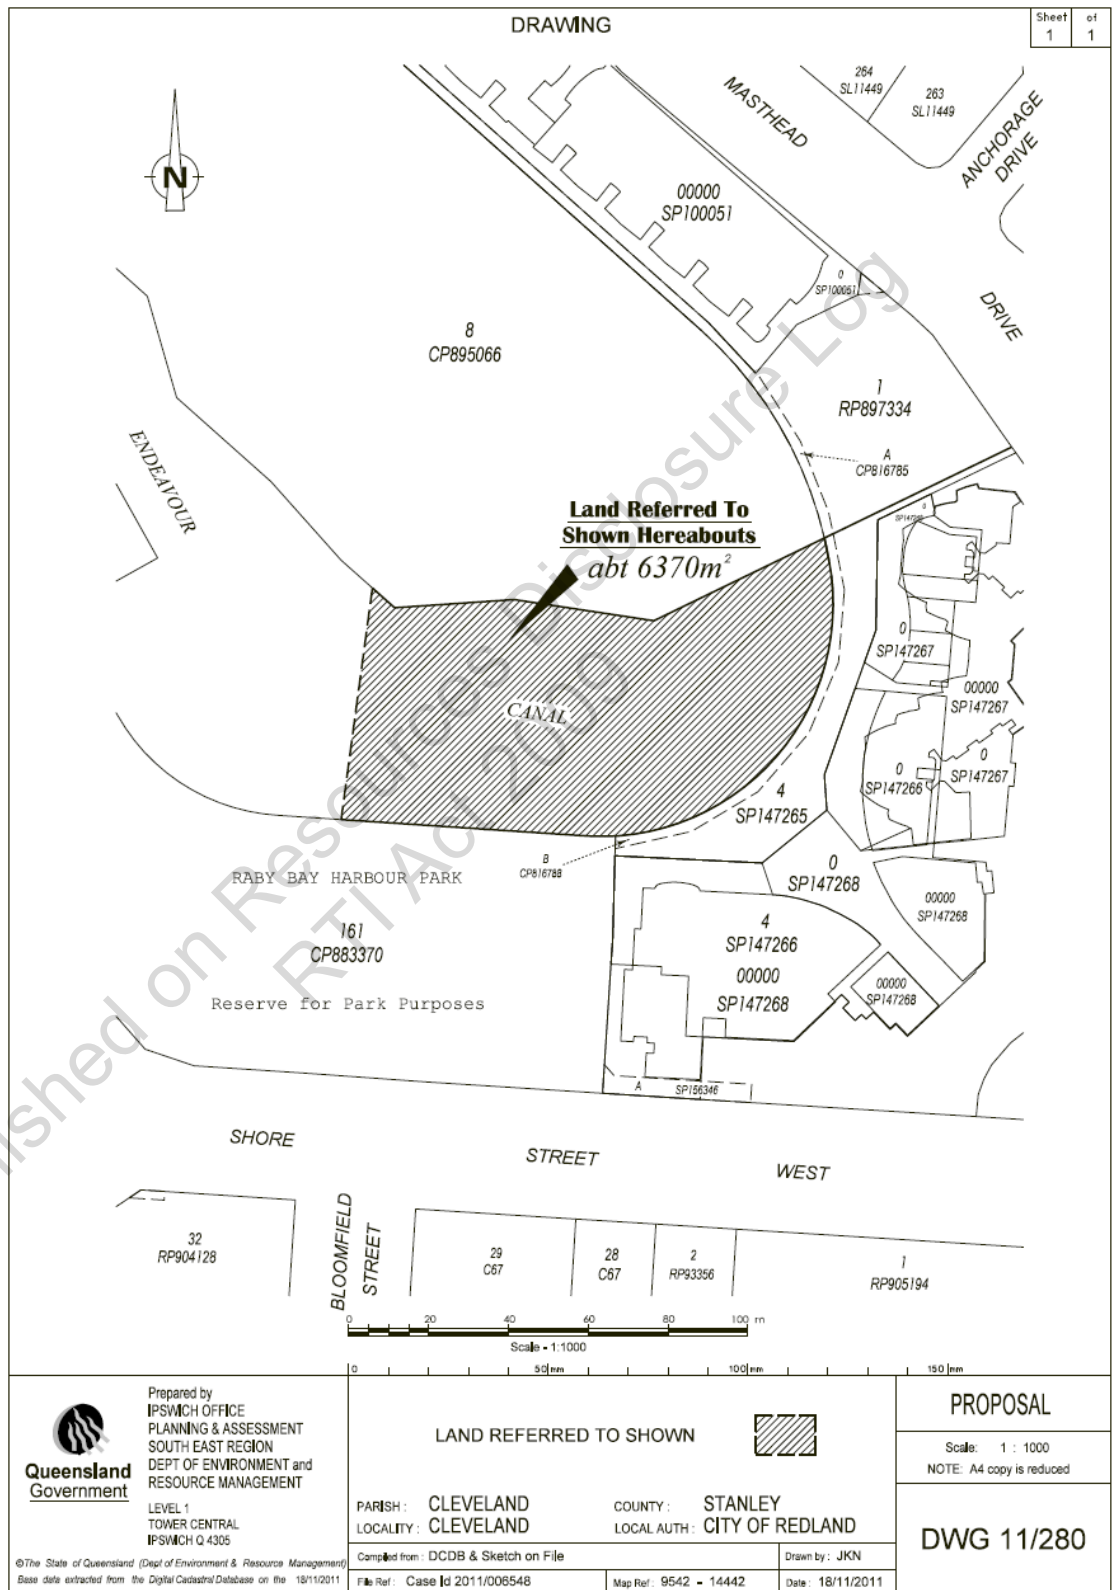 DRAWING
Sheet of
1 1
264
SL11449
263
SL11449
MASTHEAD
ANCHORAGE
DRIVE
00000
SP100051
0
SP100051
DRIVE
8
CP895066
1
RP897334
A
CP816785
ENDEAVOUR
Land Referred To
Shown Hereabouts
abt 6370m²
0
SP147268
0
SP147267
00000
SP147267
0
SP147266
0
SP147267
CANAL
4
SP147265
B
CP816788
0
SP147268
00000
SP147268
RABY BAY HARBOUR PARK
161
CP883370
Reserve for Park Purposes
4
SP147266
00000
SP147268
00000
SP147268
A SP156346
SHORE STREET WEST
32
RP904128
BLOOMFIELD
STREET
29
C67
28
C67
2
RP93356
1
RP905194
0 20 40 60 80 100 m
Scale - 1:1000
0 50 mm 100 mm 150 mm
Published on Resources Disclosure Log
RTI Act 2009
N
Queensland
Government
Prepared by
IPSWICH OFFICE
PLANNING & ASSESSMENT
SOUTH EAST REGION
DEPT OF ENVIRONMENT and
RESOURCE MANAGEMENT
LEVEL 1
TOWER CENTRAL
IPSWICH Q 4305
©The State of Queensland (Dept of Environment & Resource Management)
Base data extracted from the Digital Cadastral Database on the 18/11/2011
LAND REFERRED TO SHOWN
PARISH : CLEVELAND COUNTY : STANLEY
LOCALITY : CLEVELAND LOCAL AUTH : CITY OF REDLAND
Compiled from : DCDB & Sketch on File Drawn by : JKN
File Ref : Case Id 2011/006548 Map Ref : 9542 - 14442 Date : 18/11/2011
PROPOSAL
Scale: 1 : 1000
NOTE: A4 copy is reduced
DWG 11/280